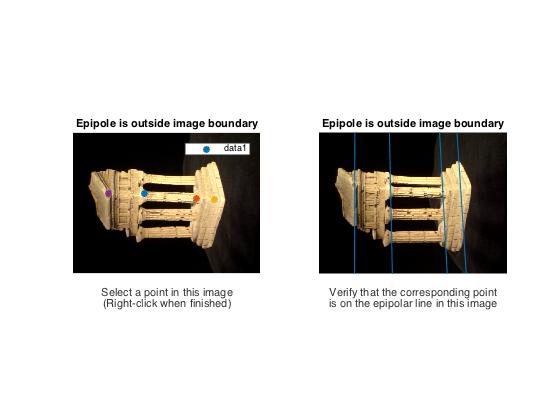 Epipole is outside image boundary
data1
Select a point in this image
(Right-click when finished)
Epipole is outside image boundary
Verify that the corresponding point
is on the epipolar line in this image